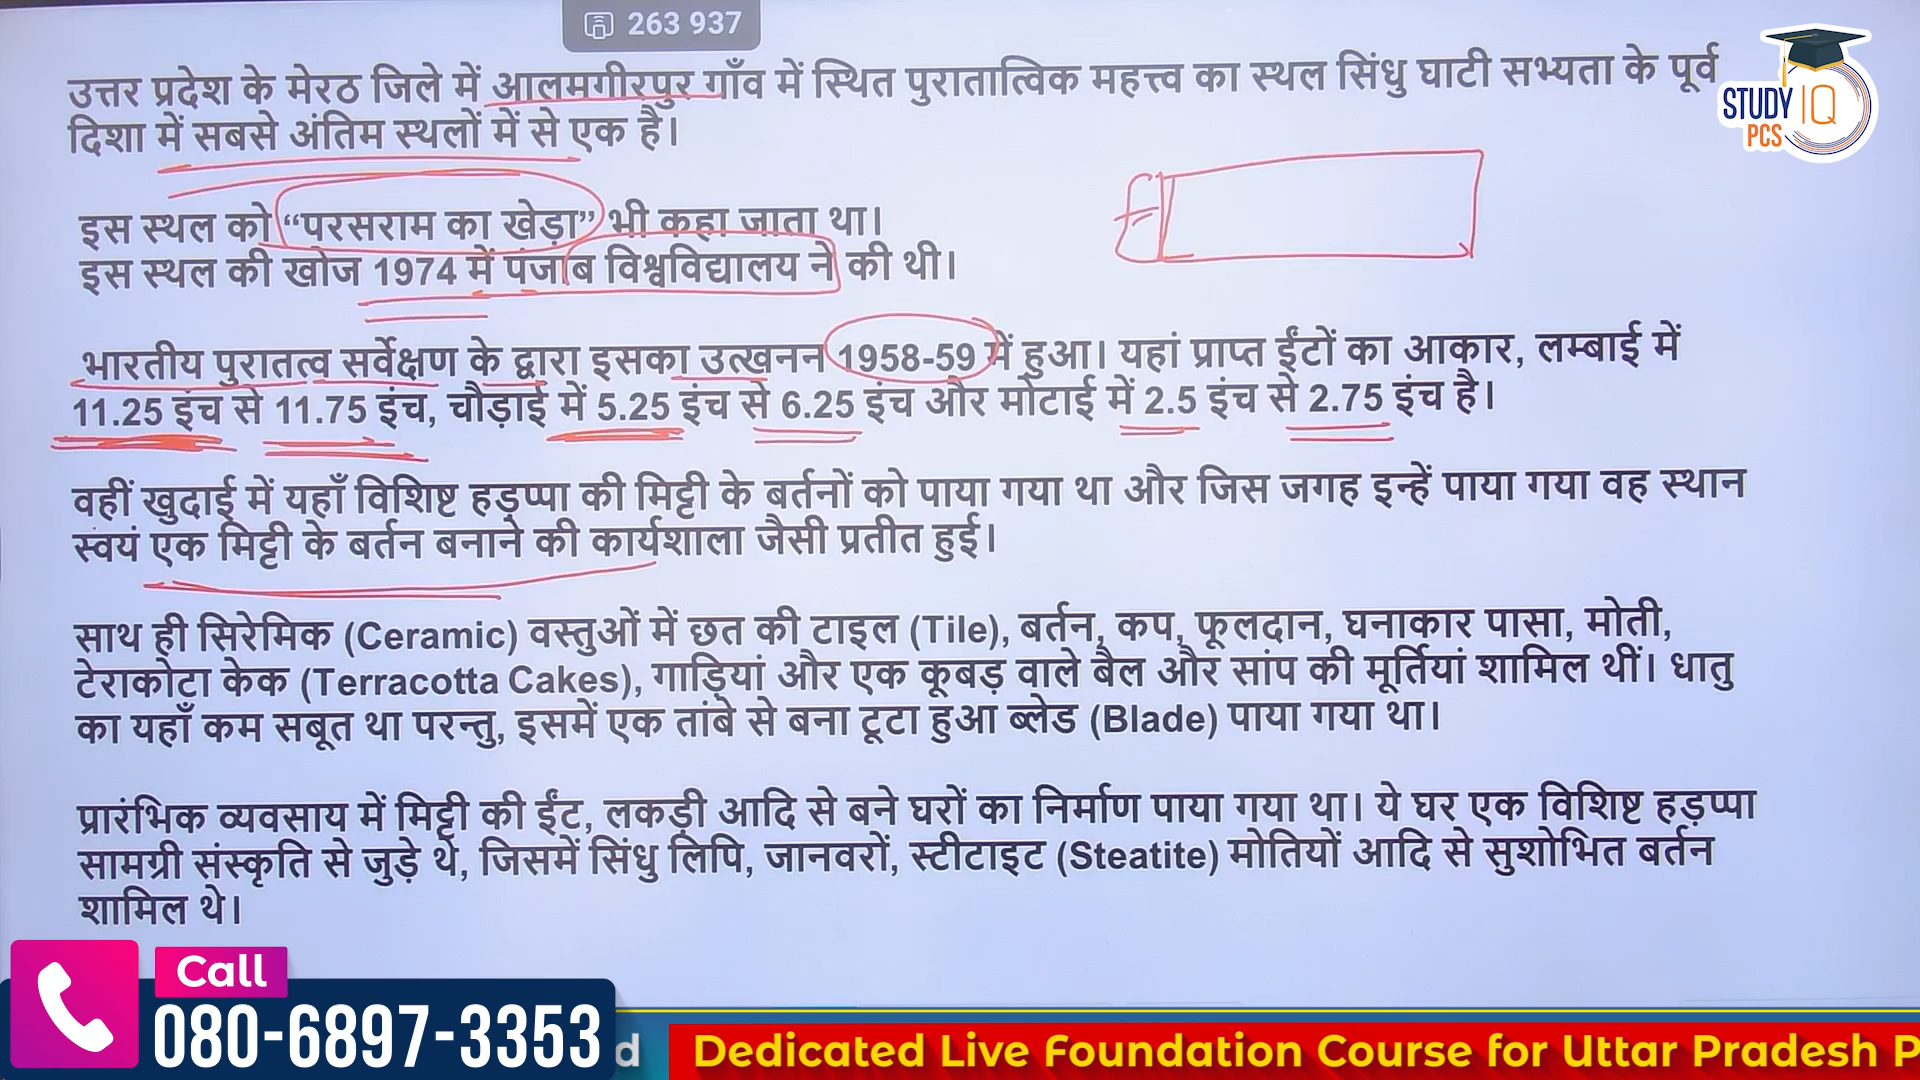 263 937
उत्तर प्रदेश के मेरठ जिले में आलमगीरपुर गाँव में स्थित पुरातात्विक महत्त्व का स्थल सिंधु घाटी सभ्यता के पूर्व
दिशा में सबसे अंतिम स्थलों में से एक है।
STUDY IQ
PCS
इस स्थल को “परसराम का खेड़ा” भी कहा जाता था।
इस स्थल की खोज 1974 में पंजाब विश्वविद्यालय ने की थी।
भारतीय पुरातत्व सर्वेक्षण के द्वारा इसका उत्खनन 1958-59 में हुआ। यहां प्राप्त ईंटों का आकार, लम्बाई में
11.25 इंच से 11.75 इंच, चौड़ाई में 5.25 इंच से 6.25 इंच और मोटाई में 2.5 इंच से 2.75 इंच है।
वहीं खुदाई में यहाँ विशिष्ट हड़प्पा की मिट्टी के बर्तनों को पाया गया था और जिस जगह इन्हें पाया गया वह स्थान
स्वयं एक मिट्टी के बर्तन बनाने की कार्यशाला जैसी प्रतीत हुई।
साथ ही सिरेमिक (Ceramic) वस्तुओं में छत की टाइल (Tile), बर्तन, कप, फूलदान, घनाकार पासा, मोती,
टेराकोटा केक (Terracotta Cakes), गाड़ियां और एक कूबड़ वाले बैल और सांप की मूर्तियां शामिल थीं। धातु
का यहाँ कम सबूत था परन्तु, इसमें एक तांबे से बना टूटा हुआ ब्लेड (Blade) पाया गया था।
प्रारंभिक व्यवसाय में मिट्टी की ईंट, लकड़ी आदि से बने घरों का निर्माण पाया गया था। ये घर एक विशिष्ट हड़प्पा
सामग्री संस्कृति से जुड़े थे, जिसमें सिंधु लिपि, जानवरों, स्टीटाइट (Steatite) मोतियों आदि से सुशोभित बर्तन
शामिल थे।
Call
080-6897-3353
d Dedicated Live Foundation Course for Uttar Pradesh P